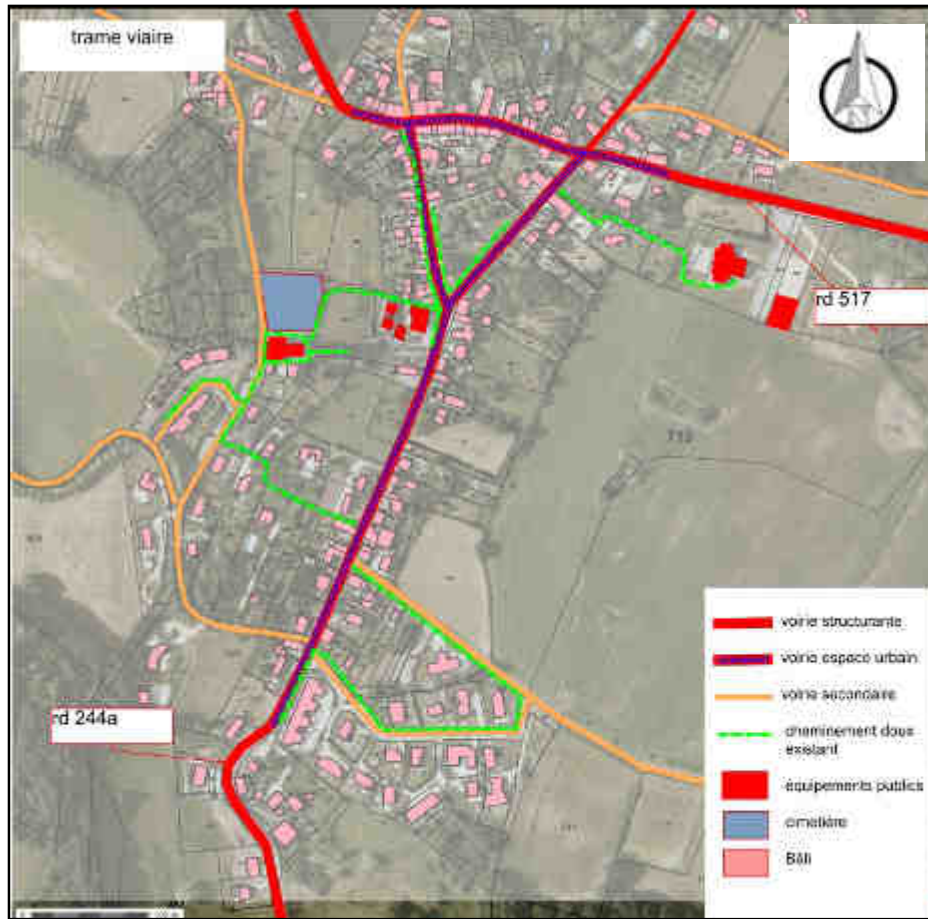 trame viaire
rd 517
rd 244a
voirie structurante
voirie espace urbain
voirie secondaire
cheminement doux
existant
équipements publics
cimetière
Bâti